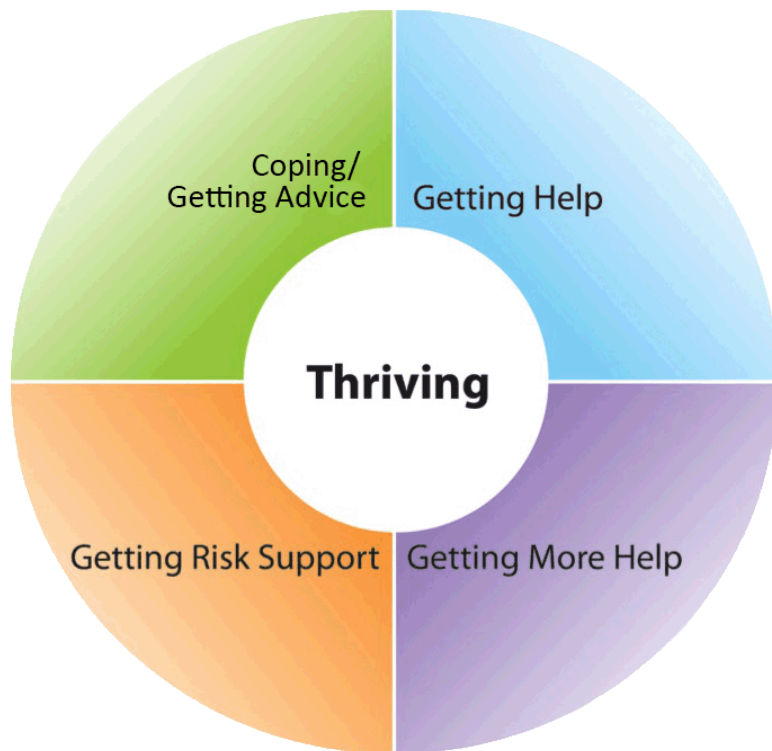 Coping/
Getting Advice
Getting Help
Thriving
Getting Risk Support
Getting More Help